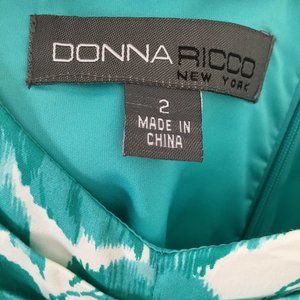 DONNA RICCO
NEW YORK
2
MADE IN
CHINA